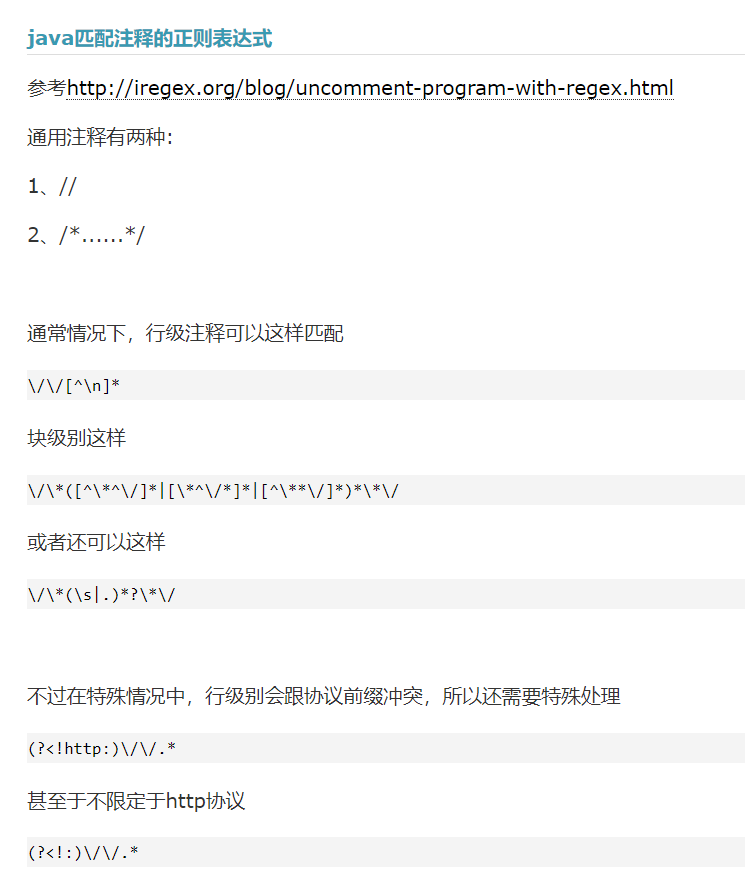 java匹配注释的正则表达式
参考http://iregex.org/blog/uncomment-program-with-regex.html
通用注释有两种：
1、//
2、/*......*/
通常情况下，行级注释可以这样匹配
\/\/[^\n]*
块级别这样
\/\*([^\*^\/]*|[\*^\/*]*|[^\**\/]*)*\*\/
或者还可以这样
\/\*(\s|.)*?\*\/
不过在特殊情况中，行级别会跟协议前缀冲突，所以还需要特殊处理
(?<!http:)\/\/.*
甚至于不限定于http协议
(?<!:)\/\/.*